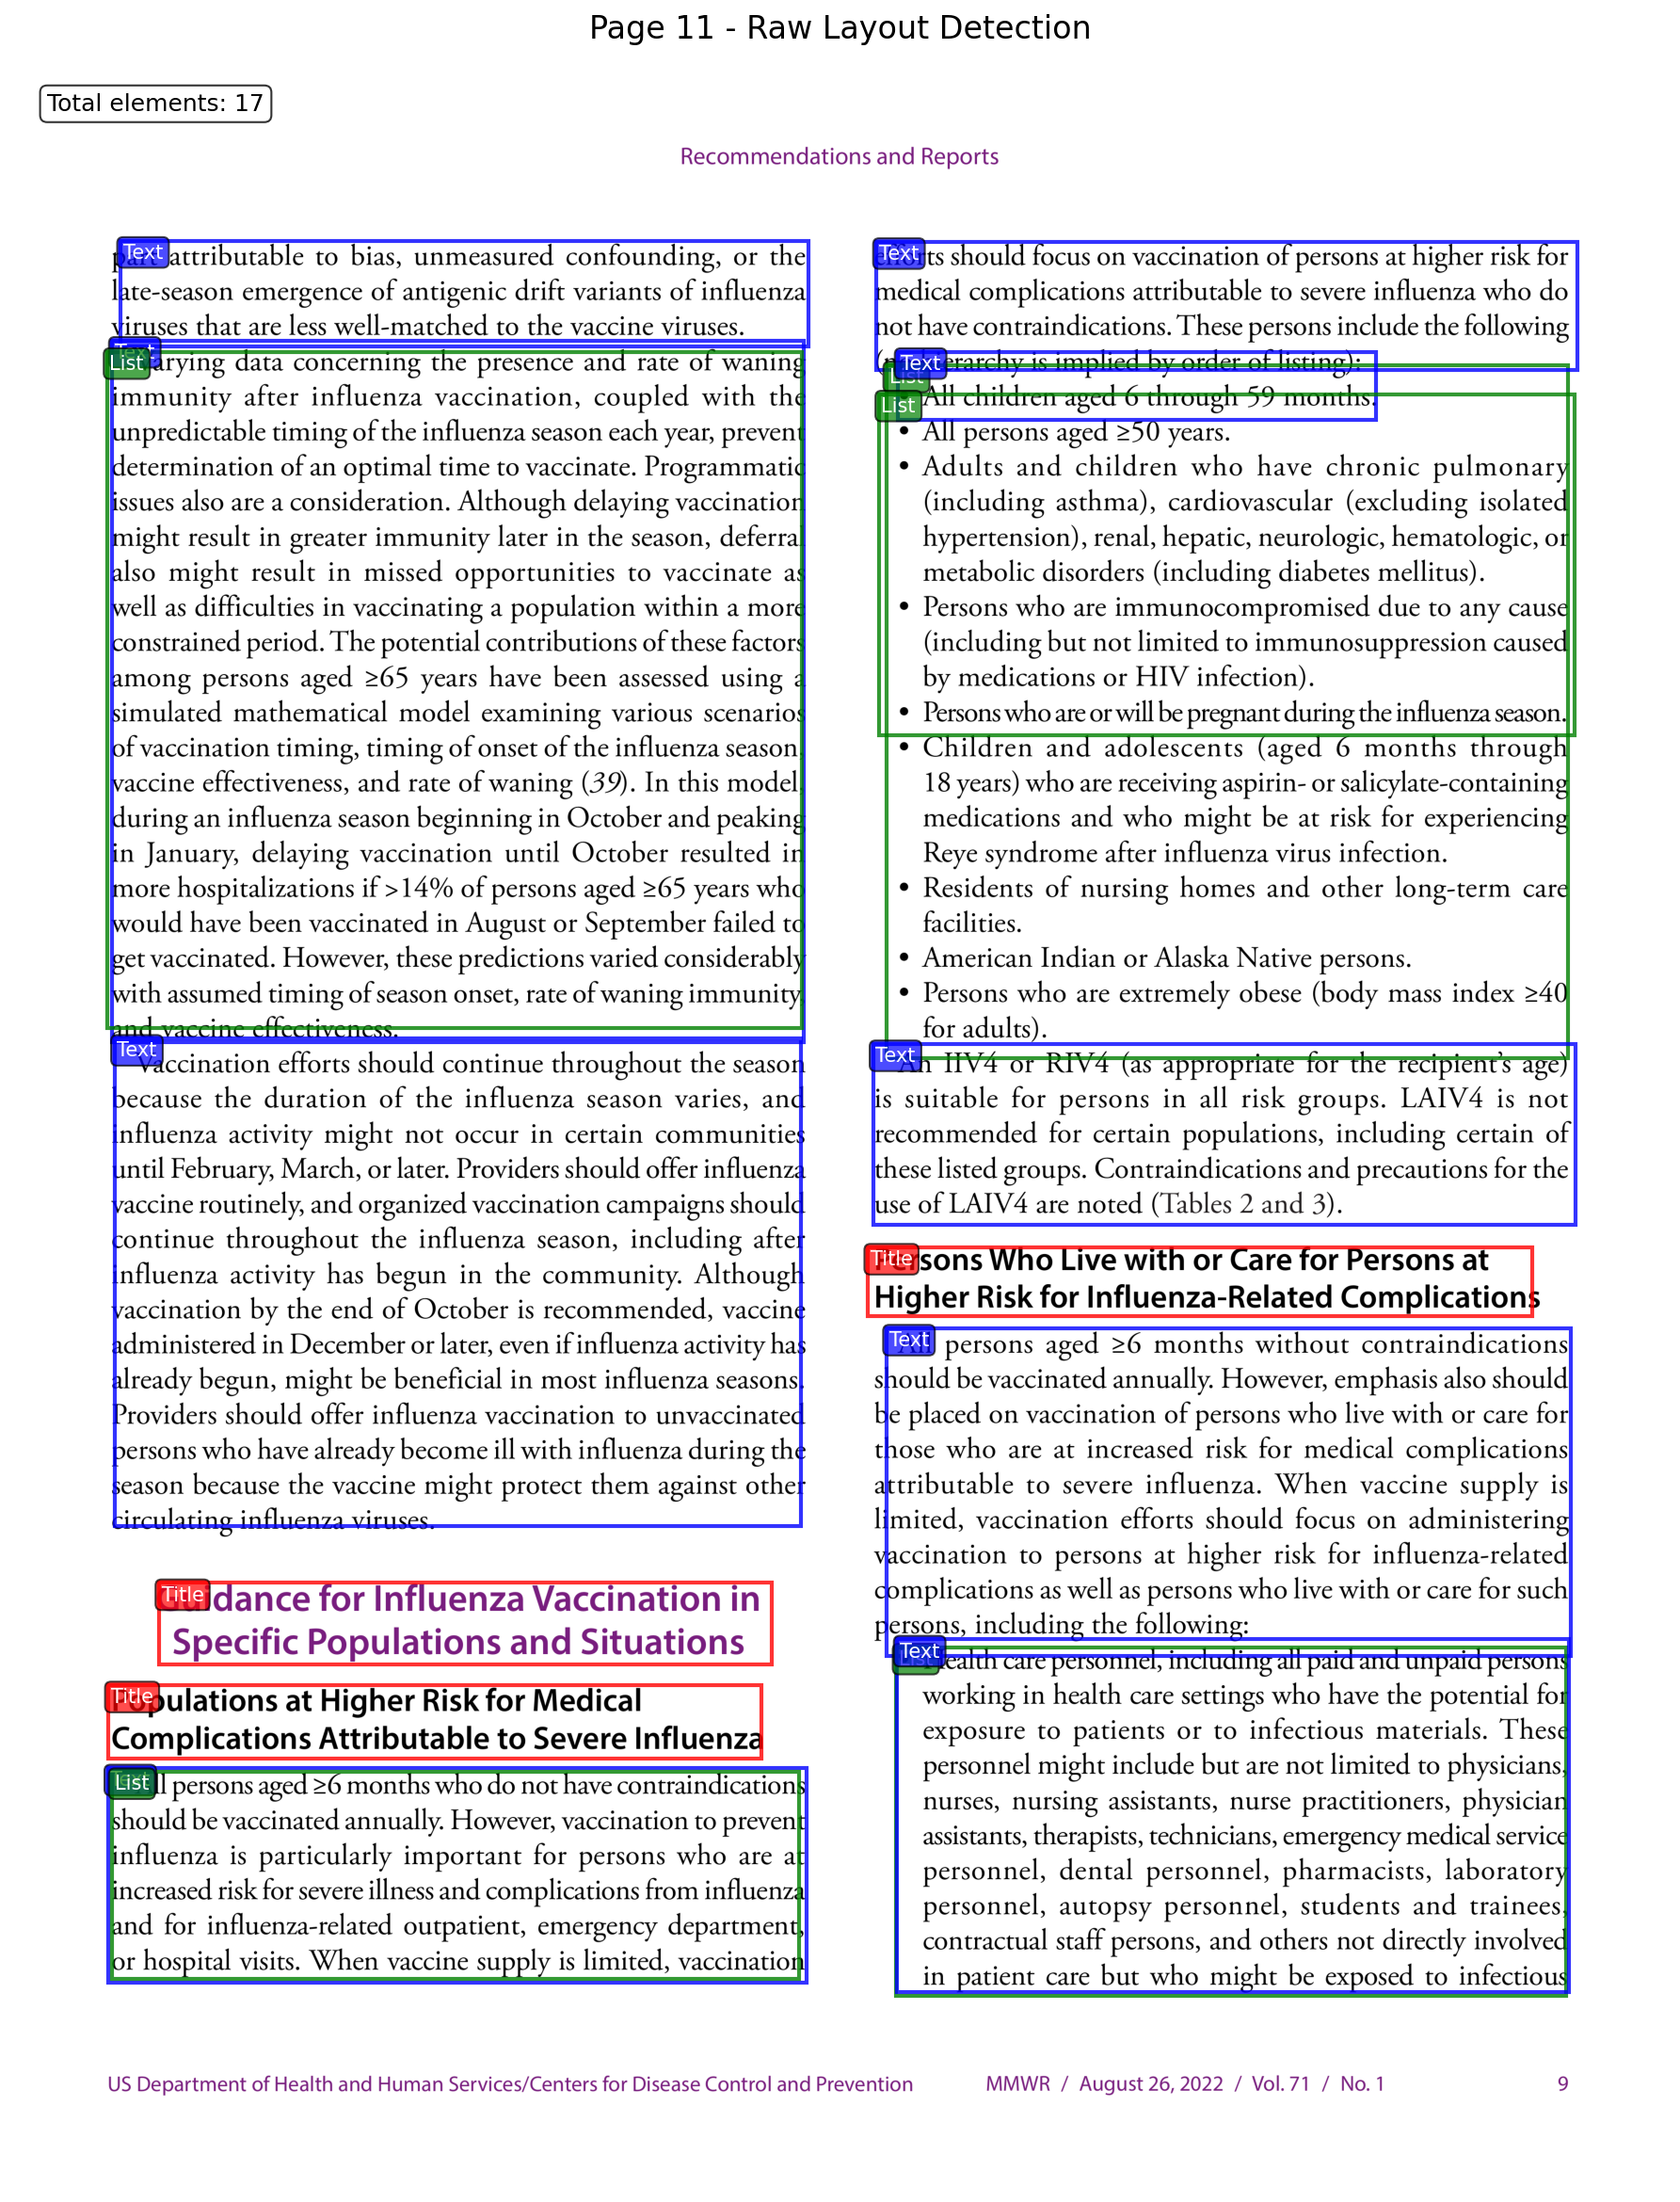 Page 11 - Raw Layout Detection
Total elements: 17
Recommendations and Reports
Text
part attributable to bias, unmeasured confounding, or the
late-season emergence of antigenic drift variants of influenza
viruses that are less well-matched to the vaccine viruses.
Text
List
Varying data concerning the presence and rate of waning
immunity after influenza vaccination, coupled with the
unpredictable timing of the influenza season each year, prevent
determination of an optimal time to vaccinate. Programmatic
issues also are a consideration. Although delaying vaccination
might result in greater immunity later in the season, deferral
also might result in missed opportunities to vaccinate as
well as difficulties in vaccinating a population within a more
constrained period. The potential contributions of these factors
among persons aged ≥65 years have been assessed using a
simulated mathematical model examining various scenarios
of vaccination timing, timing of onset of the influenza season,
vaccine effectiveness, and rate of waning (39). In this model,
during an influenza season beginning in October and peaking
in January, delaying vaccination until October resulted in
more hospitalizations if >14% of persons aged ≥65 years who
would have been vaccinated in August or September failed to
get vaccinated. However, these predictions varied considerably
with assumed timing of season onset, rate of waning immunity,
and vaccine effectiveness.
Text
Vaccination efforts should continue throughout the season
because the duration of the influenza season varies, and
influenza activity might not occur in certain communities
until February, March, or later. Providers should offer influenza
vaccine routinely, and organized vaccination campaigns should
continue throughout the influenza season, including after
influenza activity has begun in the community. Although
vaccination by the end of October is recommended, vaccine
administered in December or later, even if influenza activity has
already begun, might be beneficial in most influenza seasons.
Providers should offer influenza vaccination to unvaccinated
persons who have already become ill with influenza during the
season because the vaccine might protect them against other
circulating influenza viruses.
Title
Guidance for Influenza Vaccination in
Specific Populations and Situations
Title
Populations at Higher Risk for Medical
Complications Attributable to Severe Influenza
Text
List
All persons aged ≥6 months who do not have contraindications
should be vaccinated annually. However, vaccination to prevent
influenza is particularly important for persons who are at
increased risk for severe illness and complications from influenza
and for influenza-related outpatient, emergency department,
or hospital visits. When vaccine supply is limited, vaccination
Text
efforts should focus on vaccination of persons at higher risk for
medical complications attributable to severe influenza who do
not have contraindications. These persons include the following
(no hierarchy is implied by order of listing):
Text
List
List
• All children aged 6 through 59 months.
• All persons aged ≥50 years.
• Adults and children who have chronic pulmonary
(including asthma), cardiovascular (excluding isolated
hypertension), renal, hepatic, neurologic, hematologic, or
metabolic disorders (including diabetes mellitus).
• Persons who are immunocompromised due to any cause
(including but not limited to immunosuppression caused
by medications or HIV infection).
• Persons who are or will be pregnant during the influenza season.
• Children and adolescents (aged 6 months through
18 years) who are receiving aspirin- or salicylate-containing
medications and who might be at risk for experiencing
Reye syndrome after influenza virus infection.
• Residents of nursing homes and other long-term care
facilities.
• American Indian or Alaska Native persons.
• Persons who are extremely obese (body mass index ≥40
for adults).
Text
An IIV4 or RIV4 (as appropriate for the recipient’s age)
is suitable for persons in all risk groups. LAIV4 is not
recommended for certain populations, including certain of
these listed groups. Contraindications and precautions for the
use of LAIV4 are noted (Tables 2 and 3).
Title
Persons Who Live with or Care for Persons at
Higher Risk for Influenza-Related Complications
Text
All persons aged ≥6 months without contraindications
should be vaccinated annually. However, emphasis also should
be placed on vaccination of persons who live with or care for
those who are at increased risk for medical complications
attributable to severe influenza. When vaccine supply is
limited, vaccination efforts should focus on administering
vaccination to persons at higher risk for influenza-related
complications as well as persons who live with or care for such
persons, including the following:
Text
List
Health care personnel, including all paid and unpaid persons
working in health care settings who have the potential for
exposure to patients or to infectious materials. These
personnel might include but are not limited to physicians,
nurses, nursing assistants, nurse practitioners, physician
assistants, therapists, technicians, emergency medical service
personnel, dental personnel, pharmacists, laboratory
personnel, autopsy personnel, students and trainees,
contractual staff persons, and others not directly involved
in patient care but who might be exposed to infectious
US Department of Health and Human Services/Centers for Disease Control and Prevention
MMWR / August 26, 2022 / Vol. 71 / No. 1
9